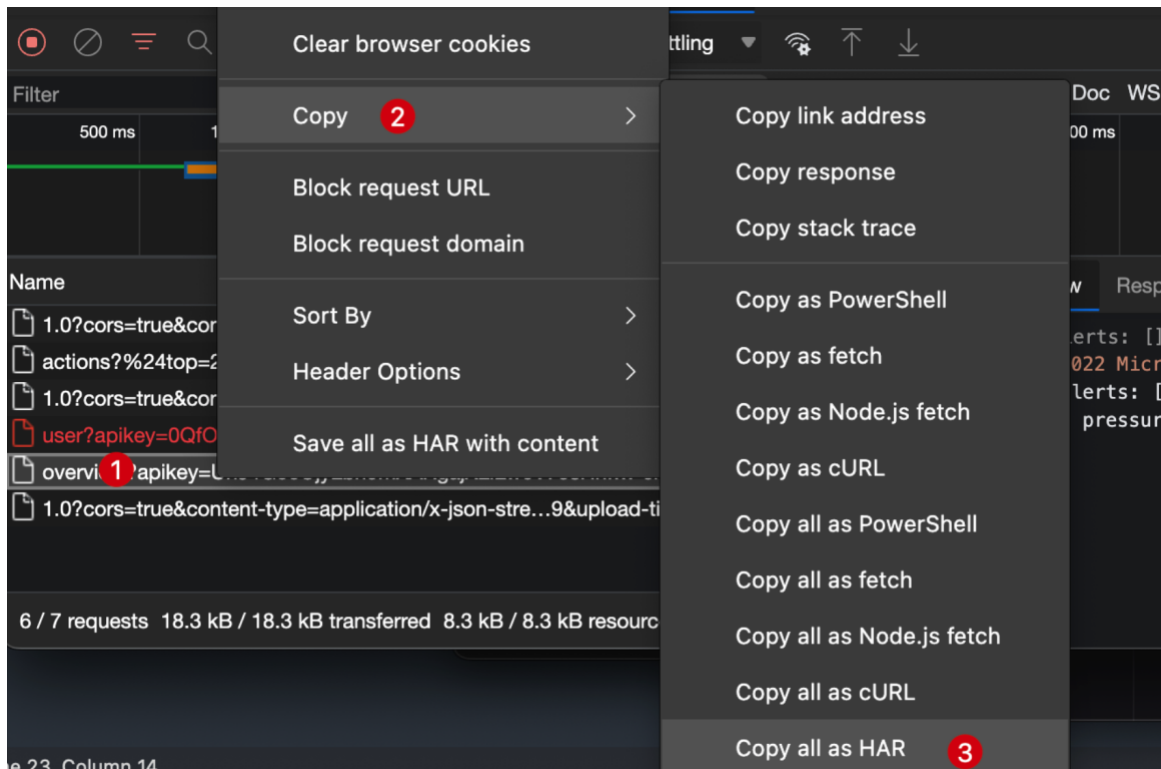 Clear browser cookies
ttling
Filter
Copy 2
Copy link address
Doc WS
500 ms
1
00 ms
Copy response
Block request URL
Copy stack trace
Block request domain
Name
Copy as PowerShell
w Resp
Sort By
1.0?cors=true&cor
lerts: []
actions?%24top=2
Copy as fetch
022 Micr
Header Options
1.0?cors=true&cor
lerts: [
Copy as Node.js fetch
pressur
user?apikey=0QfO
Save all as HAR with content
overvi 1 ?apikey=
Copy as cURL
1.0?cors=true&content-type=application/x-json-stre…9&upload-ti
Copy all as PowerShell
Copy all as fetch
6 / 7 requests 18.3 kB / 18.3 kB transferred 8.3 kB / 8.3 kB resourc
Copy all as Node.js fetch
Copy all as cURL
Copy all as HAR 3
e 23, Column 14